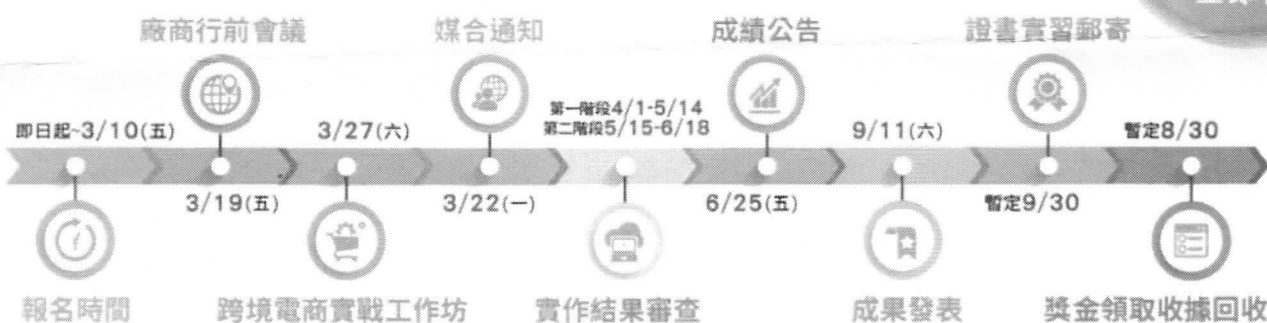 廠商行前會議
媒合通知
成績公告
證書實習郵寄
即日起~3/10(五)
3/27(六)
第一階段4/1-5/14
第二階段5/15-6/18
9/11(六)
暫定8/30
3/19(五)
3/22(一)
6/25(五)
暫定9/30
報名時間
跨境電商實戰工作坊
實作結果審查
成果發表
獎金領取收據回收